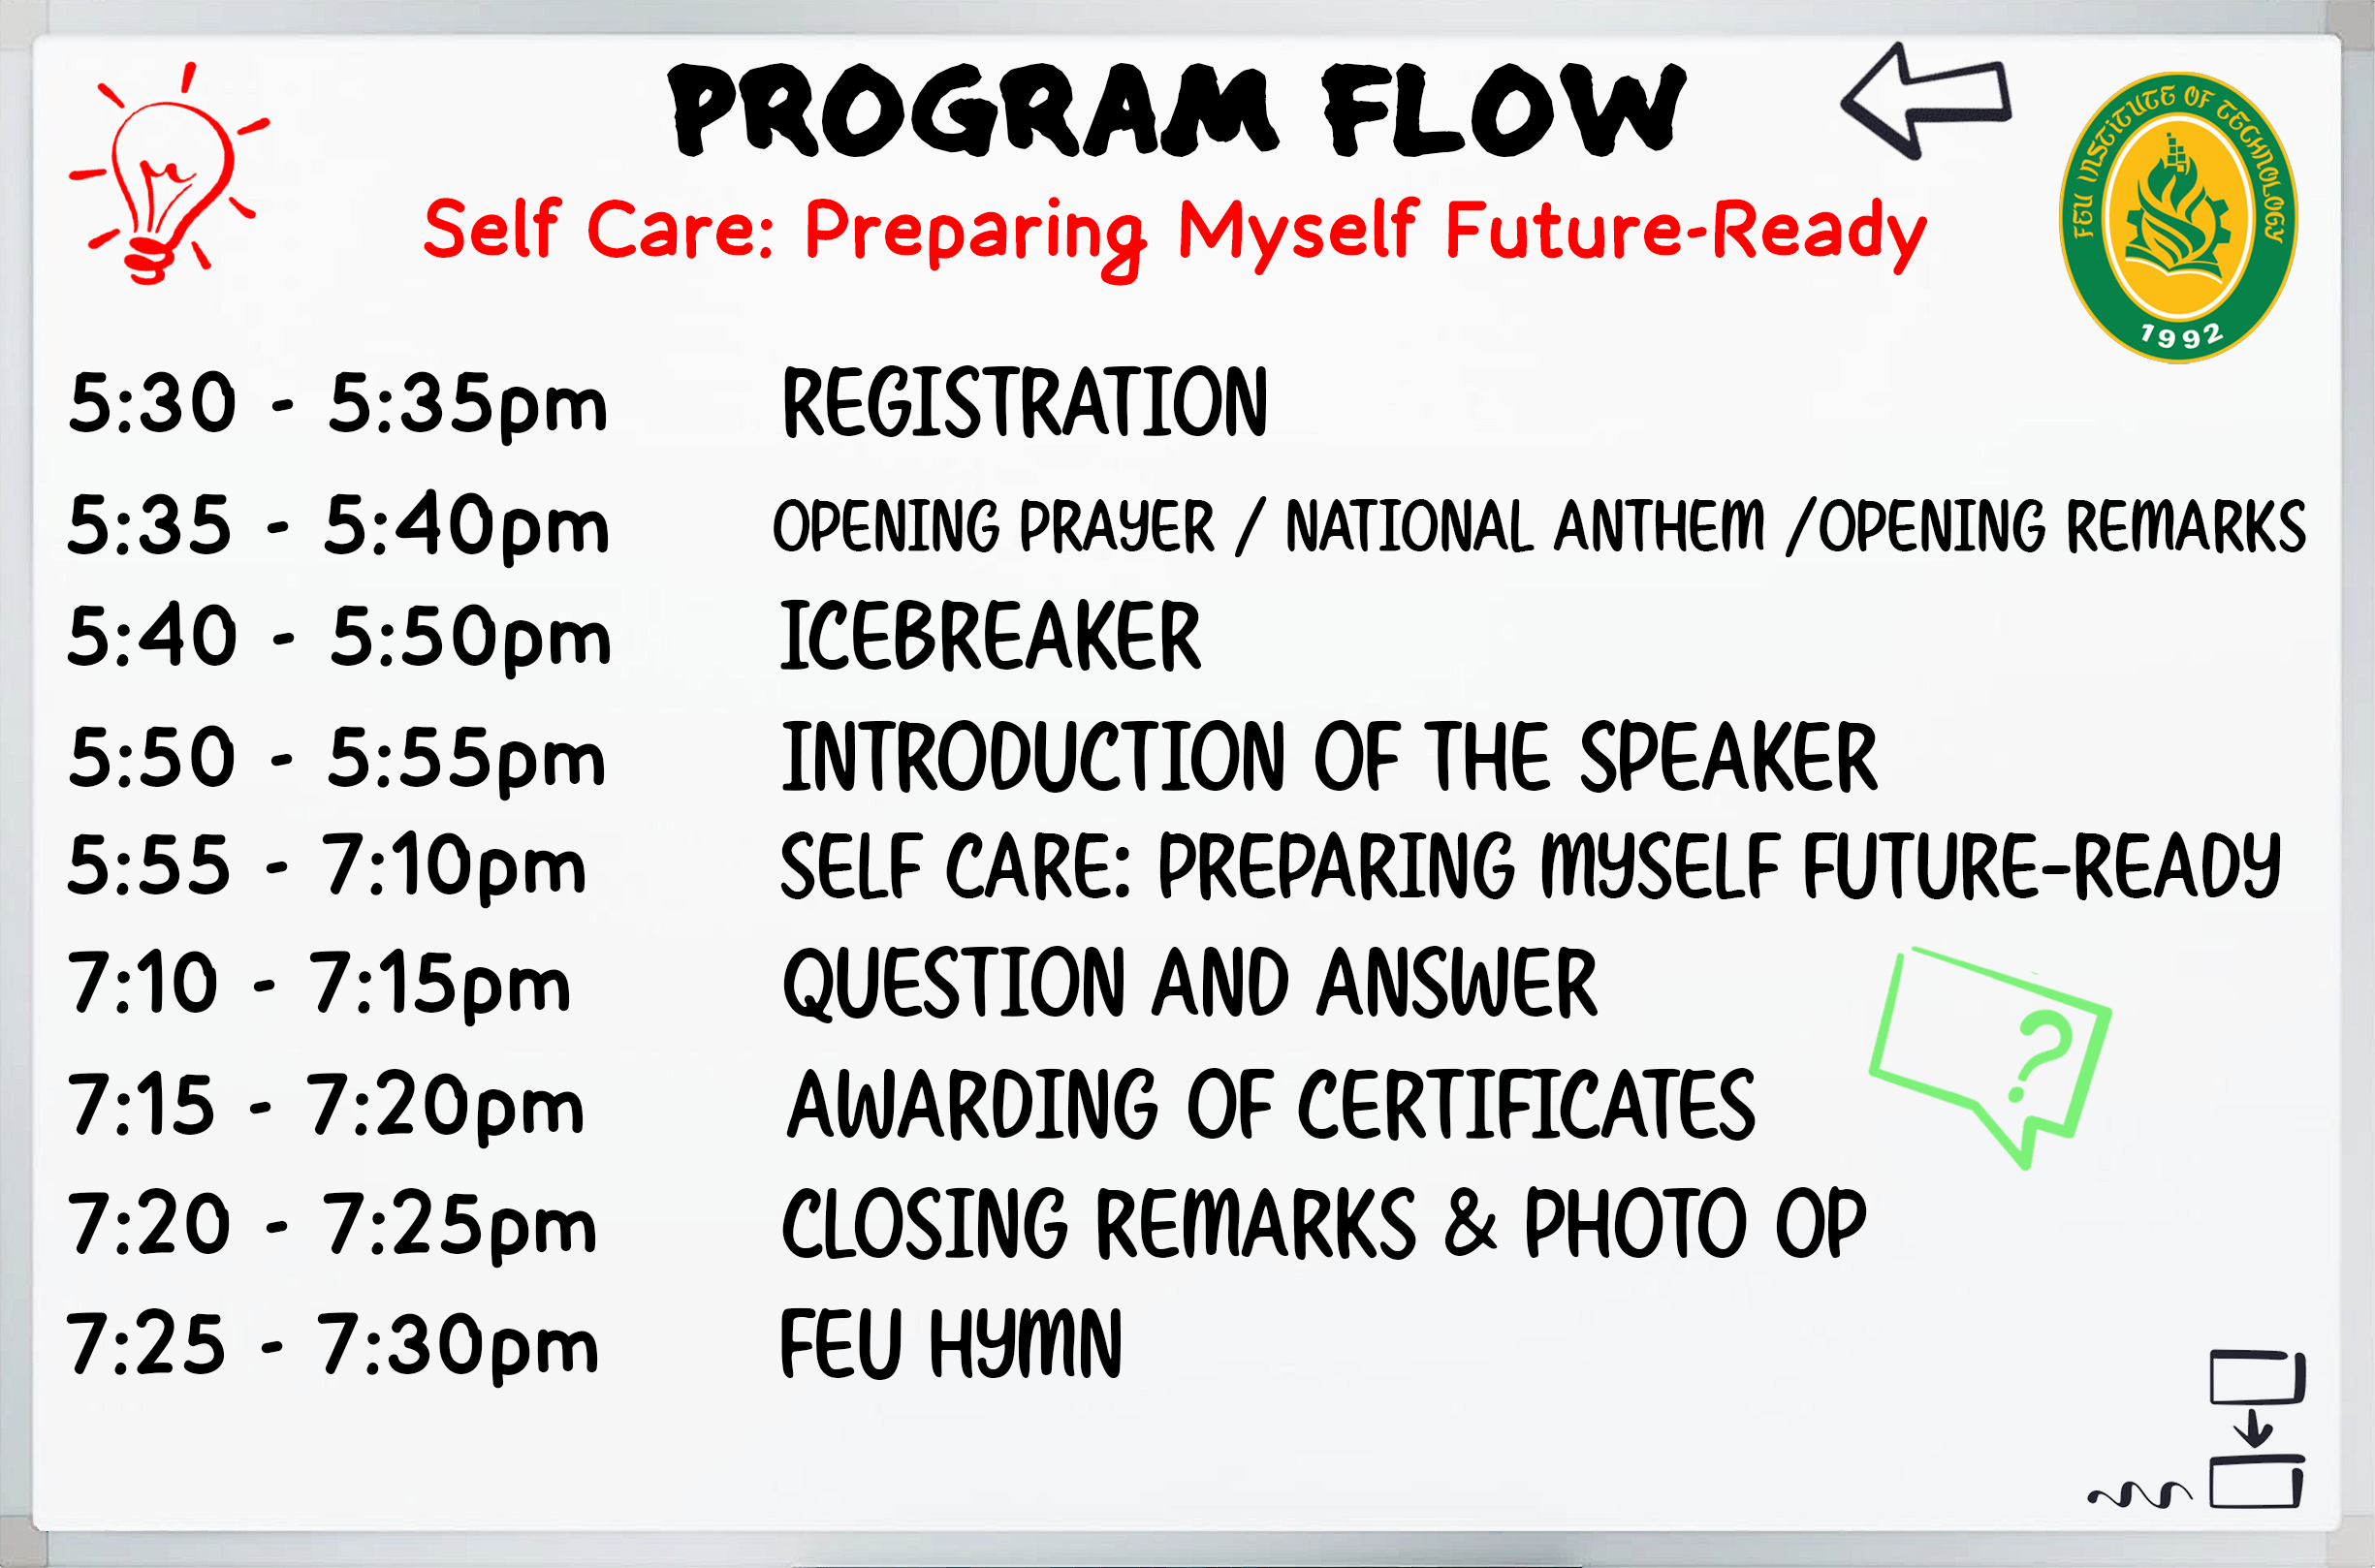 PROGRAM FLOW
Self Care: Preparing Myself Future-Ready
FEU INSTITUTE OF TECHNOLOGY
1992
5:30 - 5:35pm REGISTRATION
5:35 - 5:40pm OPENING PRAYER / NATIONAL ANTHEM /OPENING REMARKS
5:40 - 5:50pm ICEBREAKER
5:50 - 5:55pm INTRODUCTION OF THE SPEAKER
5:55 - 7:10pm SELF CARE: PREPARING MYSELF FUTURE-READY
7:10 - 7:15pm QUESTION AND ANSWER
?
7:15 - 7:20pm AWARDING OF CERTIFICATES
7:20 - 7:25pm CLOSING REMARKS & PHOTO OP
7:25 - 7:30pm FEU HYMN